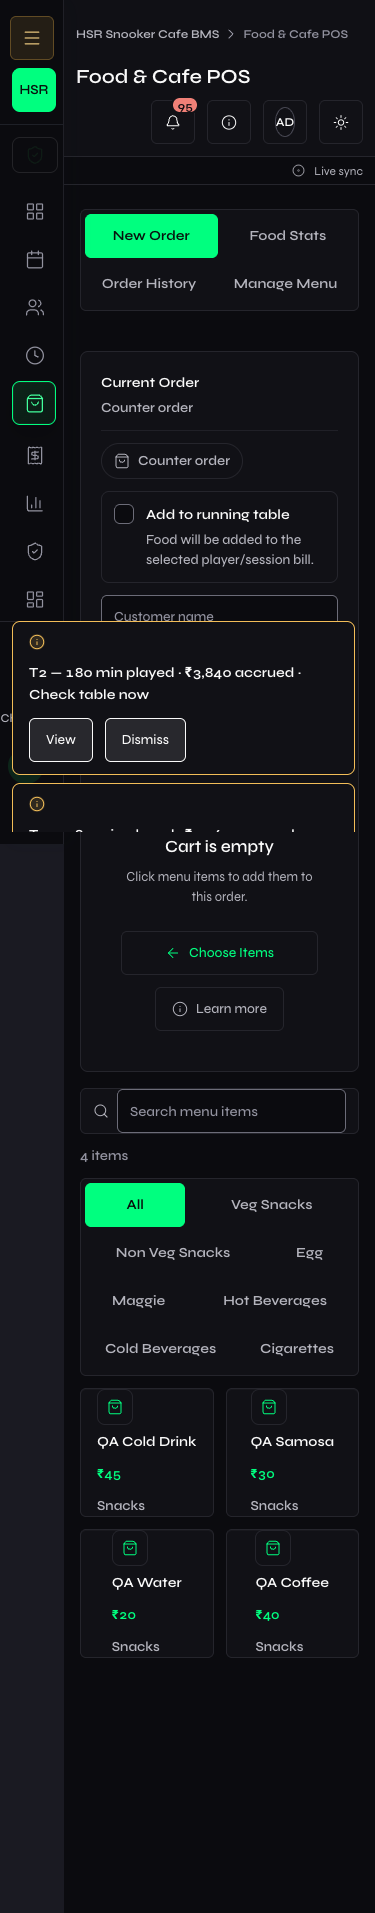 HSR Snooker Cafe BMS > Food & Cafe POS
HSR
Food & Cafe POS
95
AD
Live sync
New Order
Food Stats
Order History
Manage Menu
Current Order
Counter order
Counter order
Add to running table
Food will be added to the
selected player/session bill.
Customer name
T2 — 180 min played · ₹3,840 accrued ·
Check table now
View
Dismiss
Cart is empty
Click menu items to add them to
this order.
Choose Items
Learn more
Search menu items
4 items
All
Veg Snacks
Non Veg Snacks
Egg
Maggie
Hot Beverages
Cold Beverages
Cigarettes
QA Cold Drink
₹45
Snacks
QA Samosa
₹30
Snacks
QA Water
₹20
Snacks
QA Coffee
₹40
Snacks